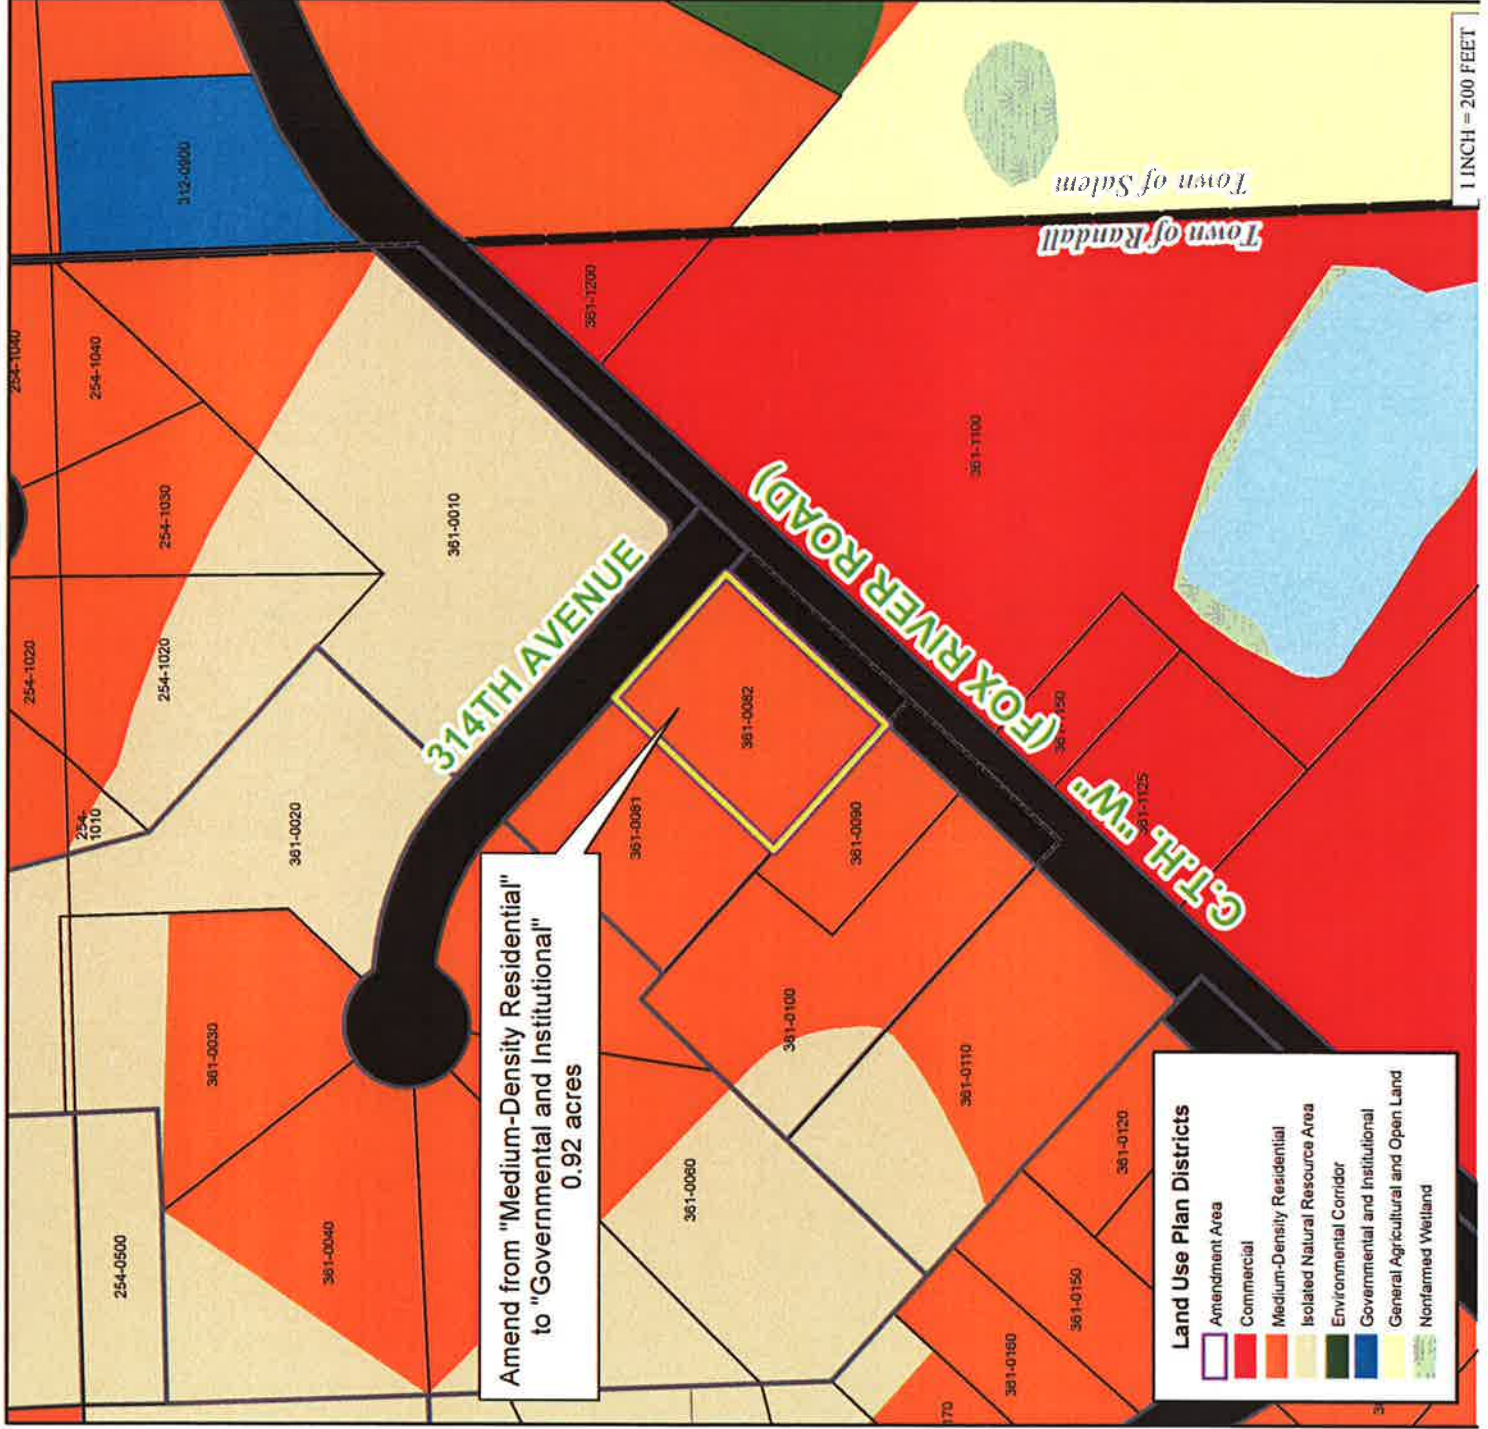 254-1040
254-1040
254-1030
254-1020
254-1020
254-
1010
254-0500
312-0900
361-0010
361-0020
361-0030
361-0040
361-0060
361-0081
361-0082
361-0090
361-0100
361-0110
361-0120
361-0150
361-0160
70
361-1200
361-1100
361-1150
361-1125
314TH AVENUE
C.T.H. "W"
(FOX RIVER ROAD)
Town of Randall
Town of Salem
Amend from "Medium-Density Residential"
to "Governmental and Institutional"
0.92 acres
Land Use Plan Districts
Amendment Area
Commercial
Medium-Density Residential
Isolated Natural Resource Area
Environmental Corridor
Governmental and Institutional
General Agricultural and Open Land
Nonfarmed Wetland
1 INCH = 200 FEET